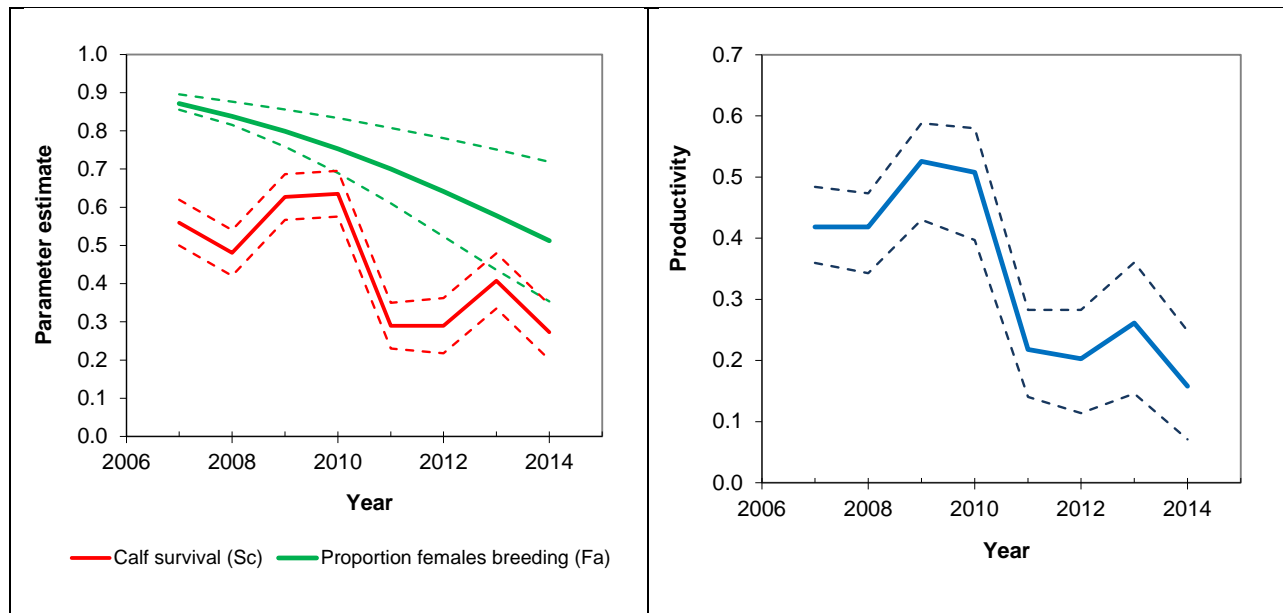 Parameter estimate
1.0
0.9
0.8
0.7
0.6
0.5
0.4
0.3
0.2
0.1
0.0
2006 2008 2010 2012 2014
Year
Calf survival (Sc) Proportion females breeding (Fa)
Productivity
0.7
0.6
0.5
0.4
0.3
0.2
0.1
0.0
2006 2008 2010 2012 2014
Year